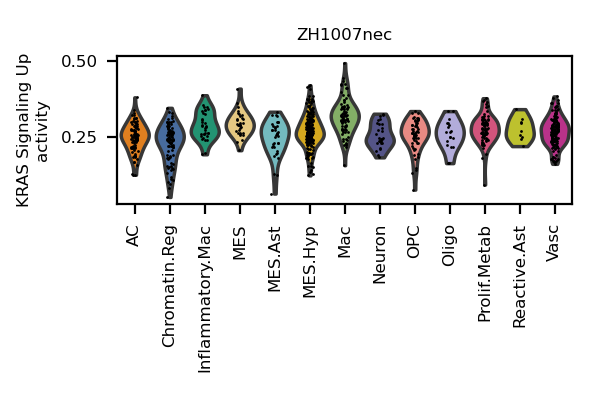 ZH1007nec
KRAS Signaling Up
activity
0.50
0.25
AC
Chromatin.Reg
Inflammatory.Mac
MES
MES.Ast
MES.Hyp
Mac
Neuron
OPC
Oligo
Prolif.Metab
Reactive.Ast
Vasc